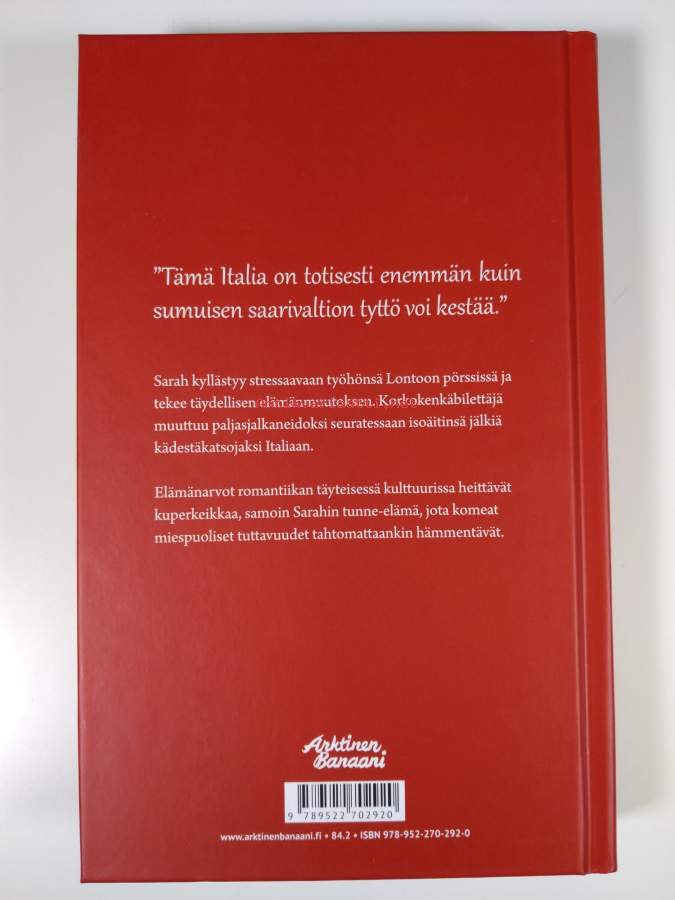 ”Tämä Italia on totisesti enemmän kuin
sumuisen saarivaltion tyttö voi kestää.”
Sarah kyllästyy stressaavaan työhönsä Lontoon pörssissä ja
tekee täydellisen elämänmuutoksen. Korkokenkäbilettäjä
muuttuu paljasjalkaneidoksi seuratessaan isoäitinsä jälkiä
kädestäkatsojaksi Italiaan.
Elämänarvot romantiikan täyteisessä kulttuurissa heittävät
kuperkeikkaa, samoin Sarahin tunne-elämä, jota komeat
miespuoliset tuttavuudet tahtomattaankin hämmentävät.
Arktinen
Banaani
9 789522 702920
www.arktinenbanaani.fi • 84.2 • ISBN 978-952-270-292-0